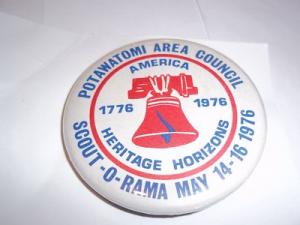 POTAWATOMI AREA COUNCIL
AMERICA
1776 1976
HERITAGE HORIZONS
SCOUT-O-RAMA MAY 14-16 1976